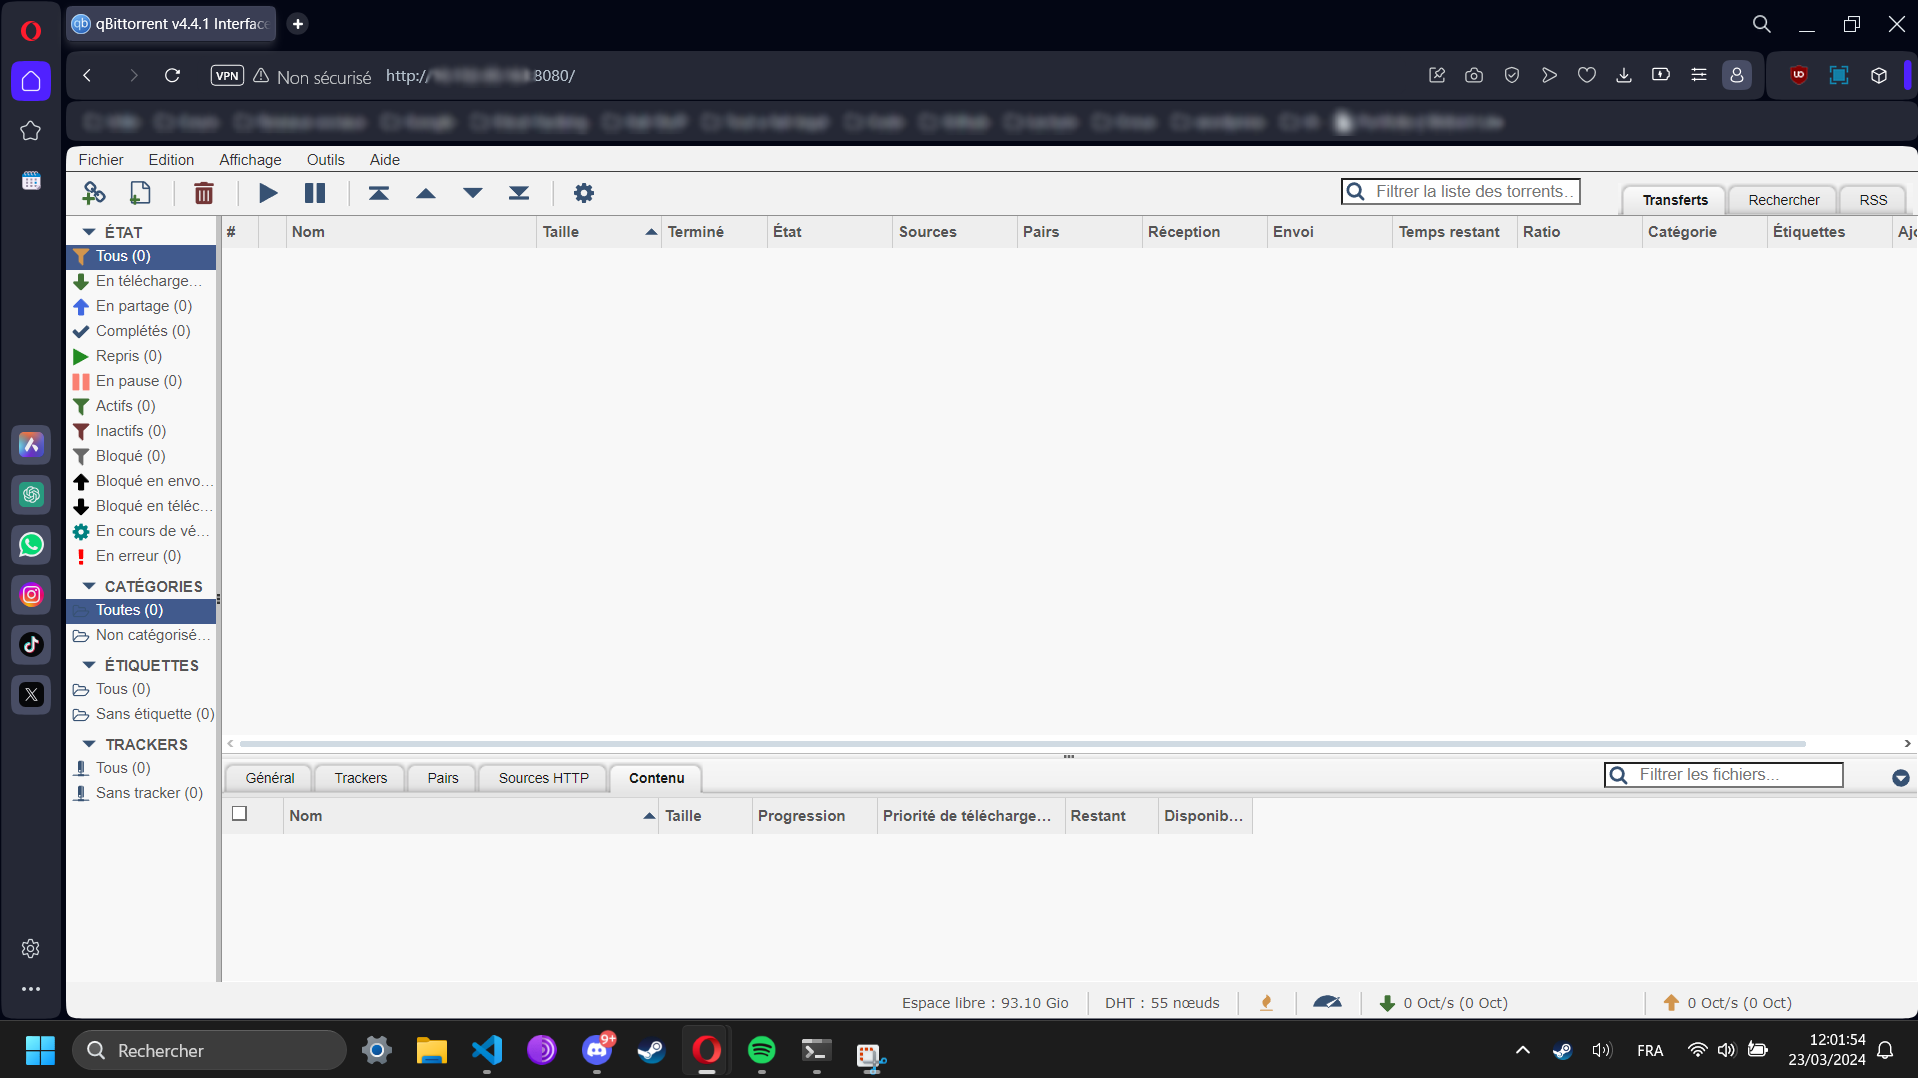 qBittorrent v4.4.1 Interface
VPN
Non sécurisé
http://
8080/
Fichier
Edition
Affichage
Outils
Aide
Filtrer la liste des torrents...
Transferts
Rechercher
RSS
ÉTAT
Tous (0)
En télécharge...
En partage (0)
Complétés (0)
Repris (0)
En pause (0)
Actifs (0)
Inactifs (0)
Bloqué (0)
Bloqué en envo...
Bloqué en téléc...
En cours de vé...
En erreur (0)
CATÉGORIES
Toutes (0)
Non catégorisé...
ÉTIQUETTES
Tous (0)
Sans étiquette (0)
TRACKERS
Tous (0)
Sans tracker (0)
#
Nom
Taille
Terminé
État
Sources
Pairs
Réception
Envoi
Temps restant
Ratio
Catégorie
Étiquettes
Ajo
Général
Trackers
Pairs
Sources HTTP
Contenu
Filtrer les fichiers...
Nom
Taille
Progression
Priorité de télécharge...
Restant
Disponib...
Espace libre : 93.10 Gio
DHT : 55 nœuds
0 Oct/s (0 Oct)
0 Oct/s (0 Oct)
Rechercher
9+
FRA
12:01:54
23/03/2024